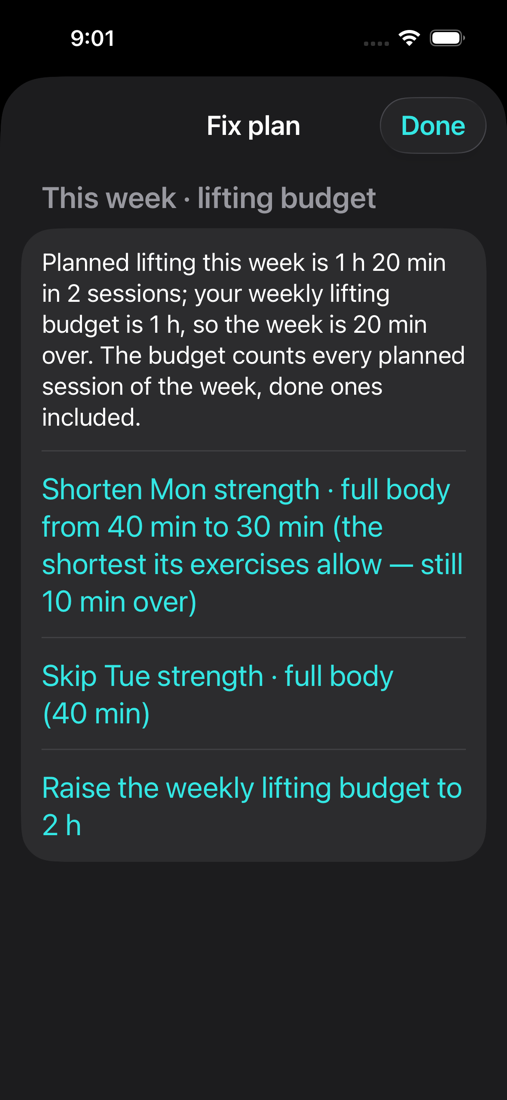 9:01
Fix plan
Done
This week · lifting budget
Planned lifting this week is 1 h 20 min
in 2 sessions; your weekly lifting
budget is 1 h, so the week is 20 min
over. The budget counts every planned
session of the week, done ones
included.
Shorten Mon strength · full body
from 40 min to 30 min (the
shortest its exercises allow — still
10 min over)
Skip Tue strength · full body
(40 min)
Raise the weekly lifting budget to
2 h